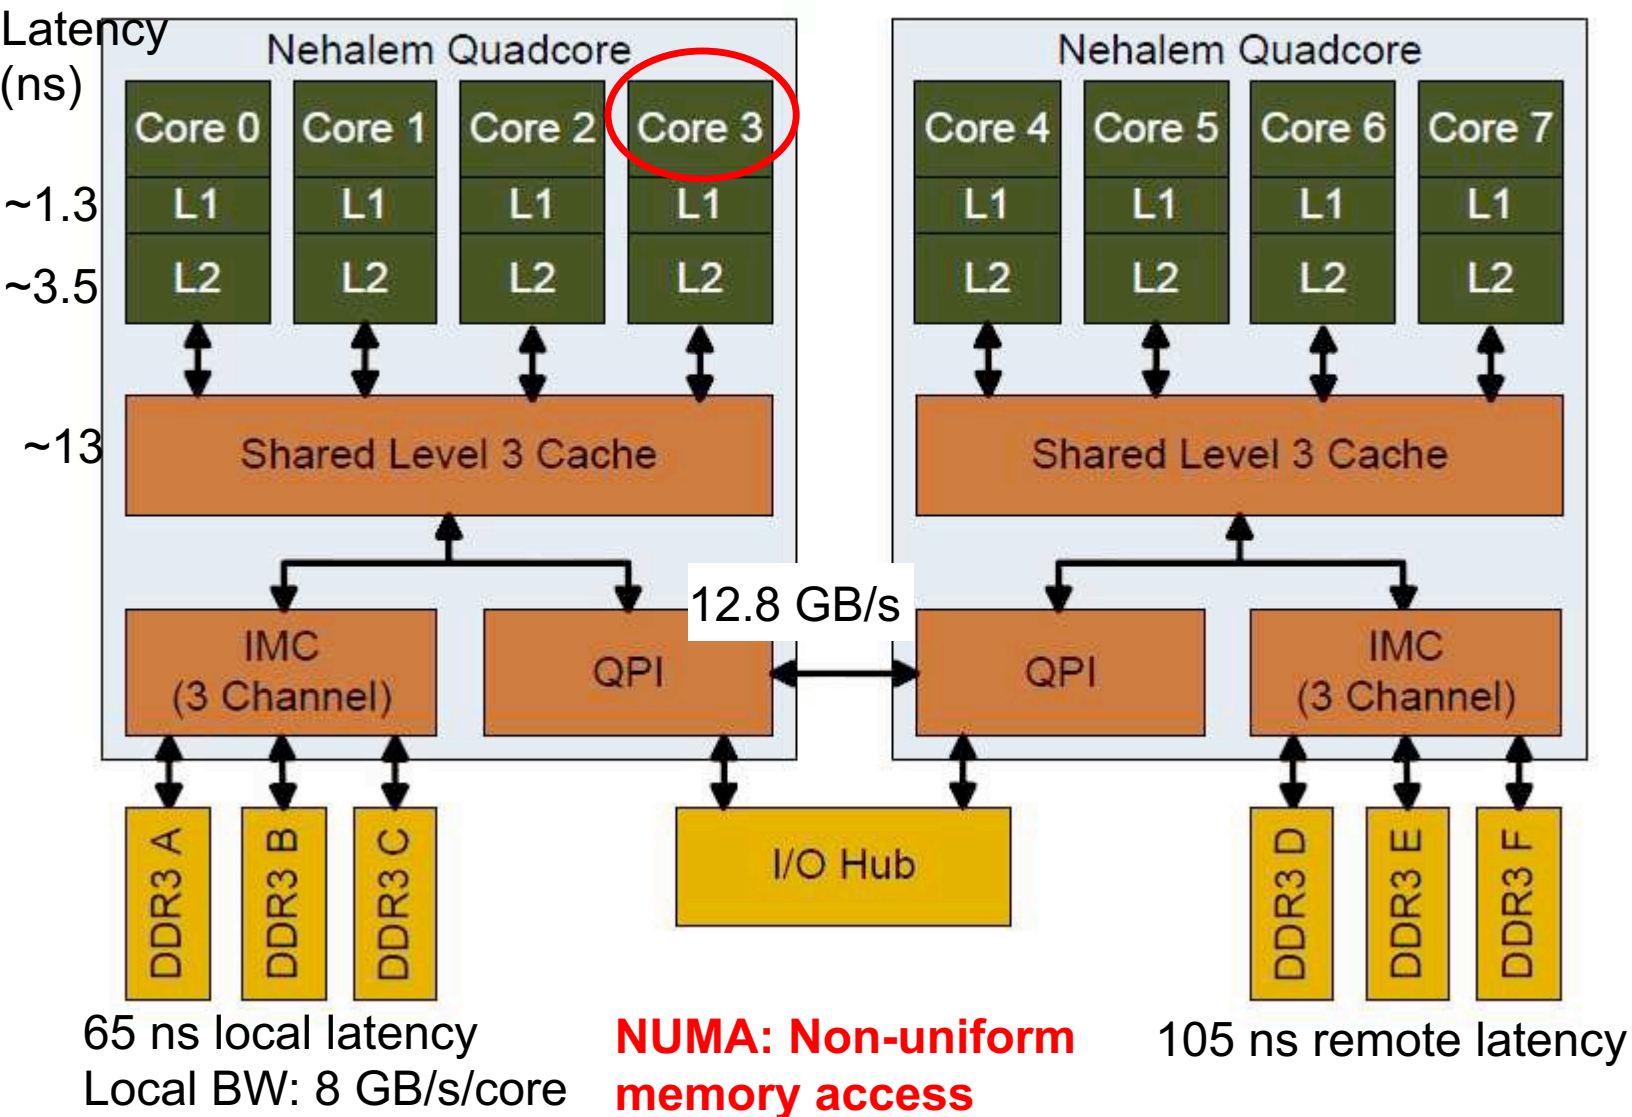 Latency
(ns)
Nehalem Quadcore
Nehalem Quadcore
Core 0 Core 1 Core 2 Core 3
Core 4 Core 5 Core 6 Core 7
~1.3 L1 L1 L1 L1
L1 L1 L1 L1
~3.5 L2 L2 L2 L2
L2 L2 L2 L2
~13 Shared Level 3 Cache
Shared Level 3 Cache
12.8 GB/s
IMC
(3 Channel)
QPI
QPI
IMC
(3 Channel)
DDR3 A
DDR3 B
DDR3 C
I/O Hub
DDR3 D
DDR3 E
DDR3 F
65 ns local latency
Local BW: 8 GB/s/core
NUMA: Non-uniform
memory access
105 ns remote latency